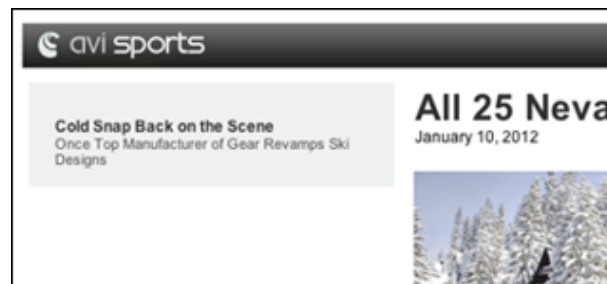 avi sports
Cold Snap Back on the Scene
Once Top Manufacturer of Gear Revamps Ski
Designs
All 25 Neva
January 10, 2012